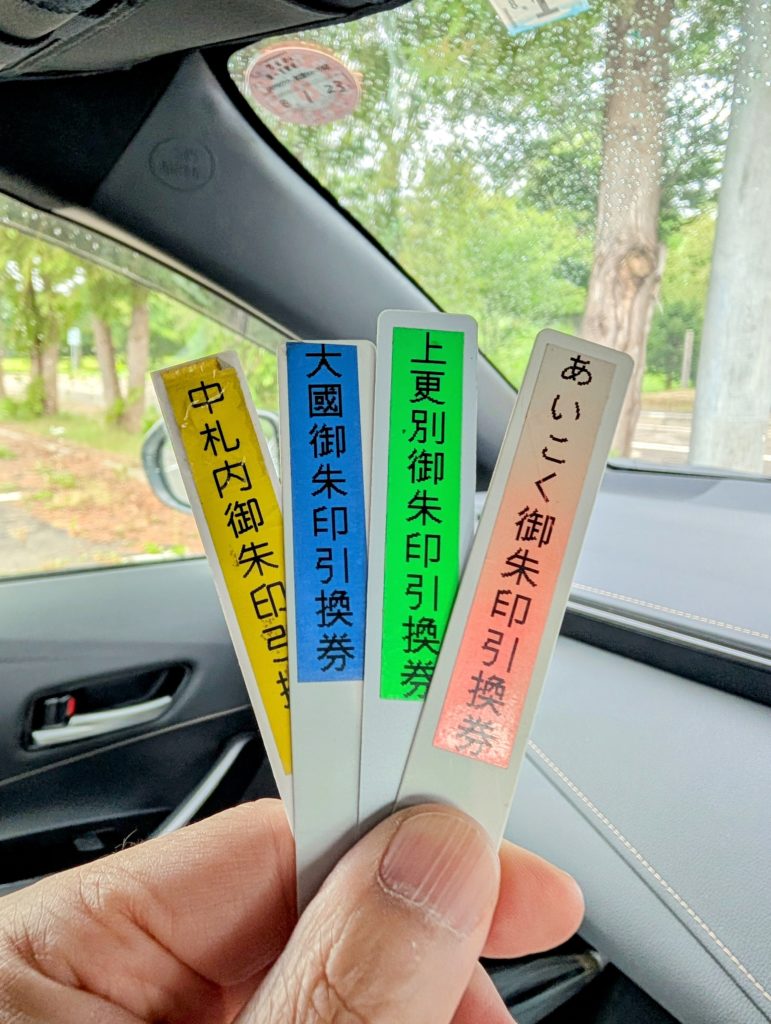 中札内御朱印引換
大國御朱印引換券
上更別御朱印引換券
あいこく御朱印引換券